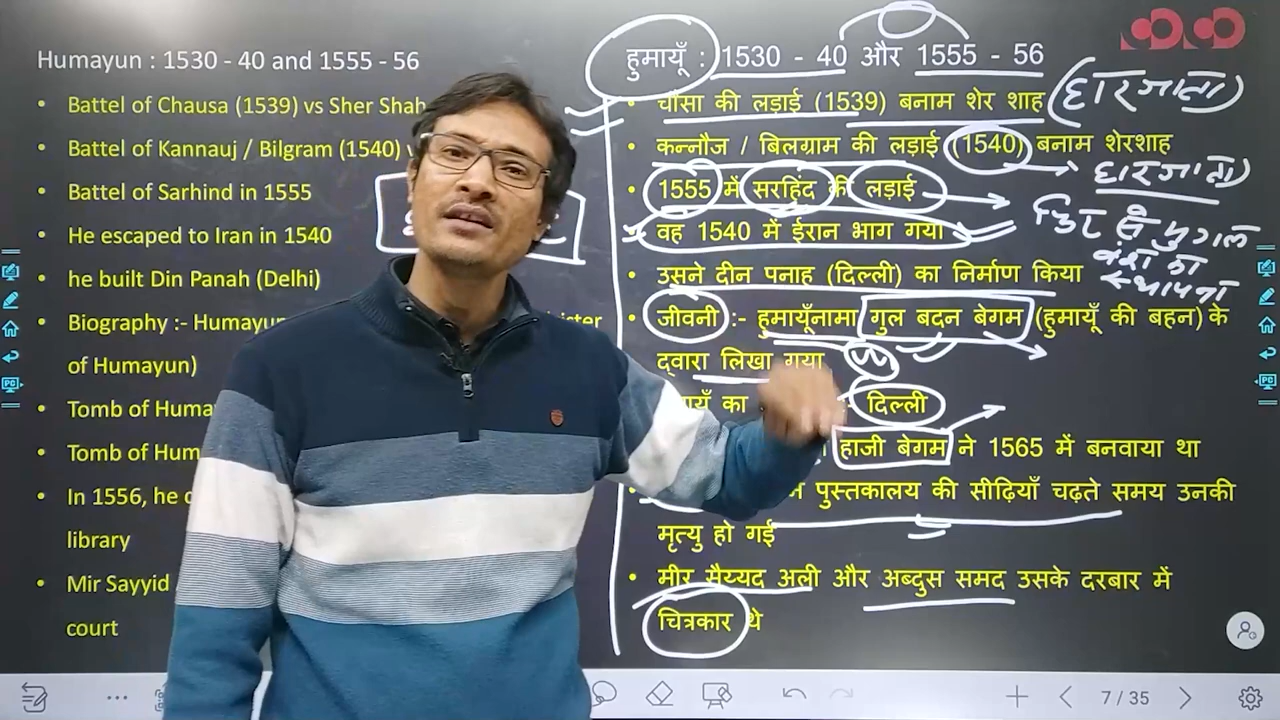 Humayun : 1530 - 40 and 1555 - 56
• Battel of Chausa (1539) vs Sher Shah
• Battel of Kannauj / Bilgram (1540)
• Battel of Sarhind in 1555
• He escaped to Iran in 1540
• he built Din Panah (Delhi)
• Biography :- Humayun
of Humayun)
• Tomb of Huma
• Tomb of Hum
• In 1556, he
library
• Mir Sayyid
court
हुमायूँ : 1530 - 40 और 1555 - 56
• चौसा की लड़ाई (1539) बनाम शेर शाह (हारजाता)
• कन्नौज / बिलग्राम की लड़ाई (1540) बनाम शेरशाह
हारजाता)
• 1555 में सरहिंद की लड़ाई
फिर से मुगल
• वह 1540 में ईरान भाग गया
वंश का
स्थापना
• उसने दीन पनाह (दिल्ली) का निर्माण किया
• जीवनी :- हुमायूँनामा गुल बदन बेगम (हुमायूँ की बहन) के
द्वारा लिखा गया
का दिल्ली
हाजी बेगम ने 1565 में बनवाया था
पुस्तकालय की सीढ़ियाँ चढ़ते समय उनकी
मृत्यु हो गई
• मीर सैय्यद अली और अब्दुस समद उसके दरबार में
चित्रकार थे
7 / 35